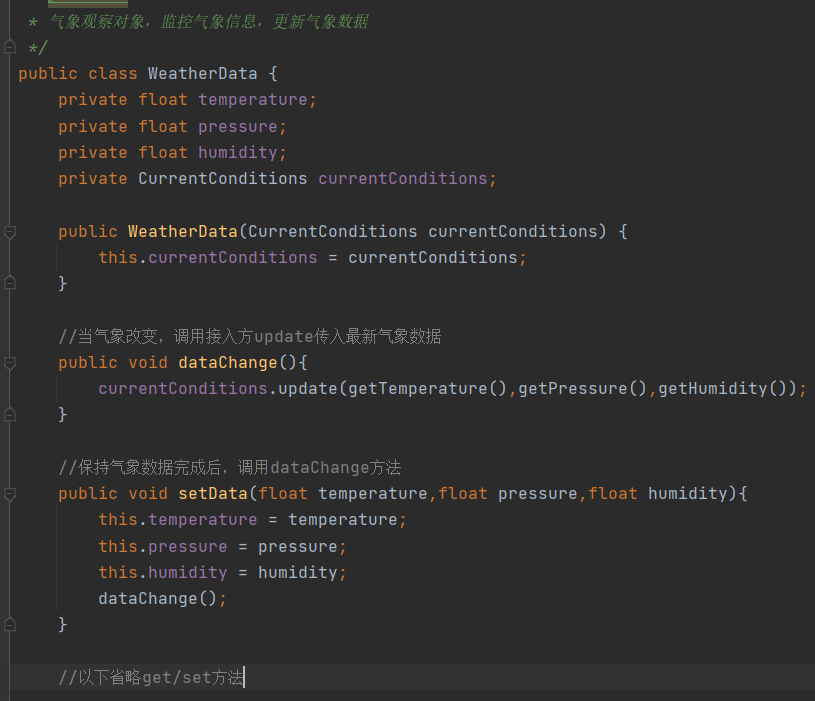 * 气象观察对象，监控气象信息，更新气象数据
*/
public class WeatherData {
    private float temperature;
    private float pressure;
    private float humidity;
    private CurrentConditions currentConditions;

    public WeatherData(CurrentConditions currentConditions) {
        this.currentConditions = currentConditions;
    }

    //当气象改变，调用接入方update传入最新气象数据
    public void dataChange(){
        currentConditions.update(getTemperature(),getPressure(),getHumidity());
    }

    //保持气象数据完成后，调用dataChange方法
    public void setData(float temperature,float pressure,float humidity){
        this.temperature = temperature;
        this.pressure = pressure;
        this.humidity = humidity;
        dataChange();
    }

    //以下省略get/set方法